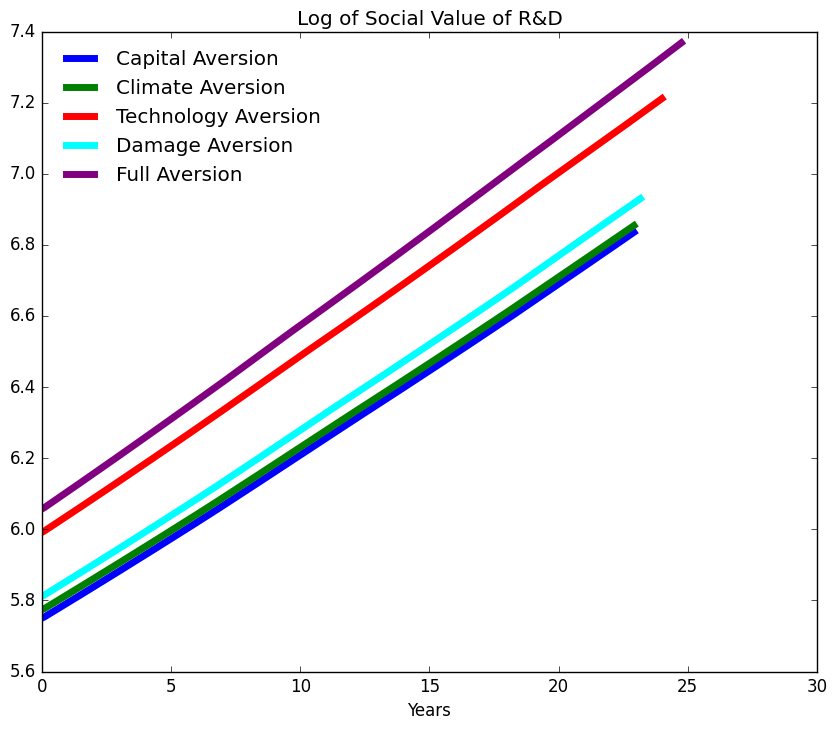 Log of Social Value of R&D
7.4
7.2
7.0
6.8
6.6
6.4
6.2
6.0
5.8
5.6
Capital Aversion
Climate Aversion
Technology Aversion
Damage Aversion
Full Aversion
0 5 10 15 20 25 30
Years